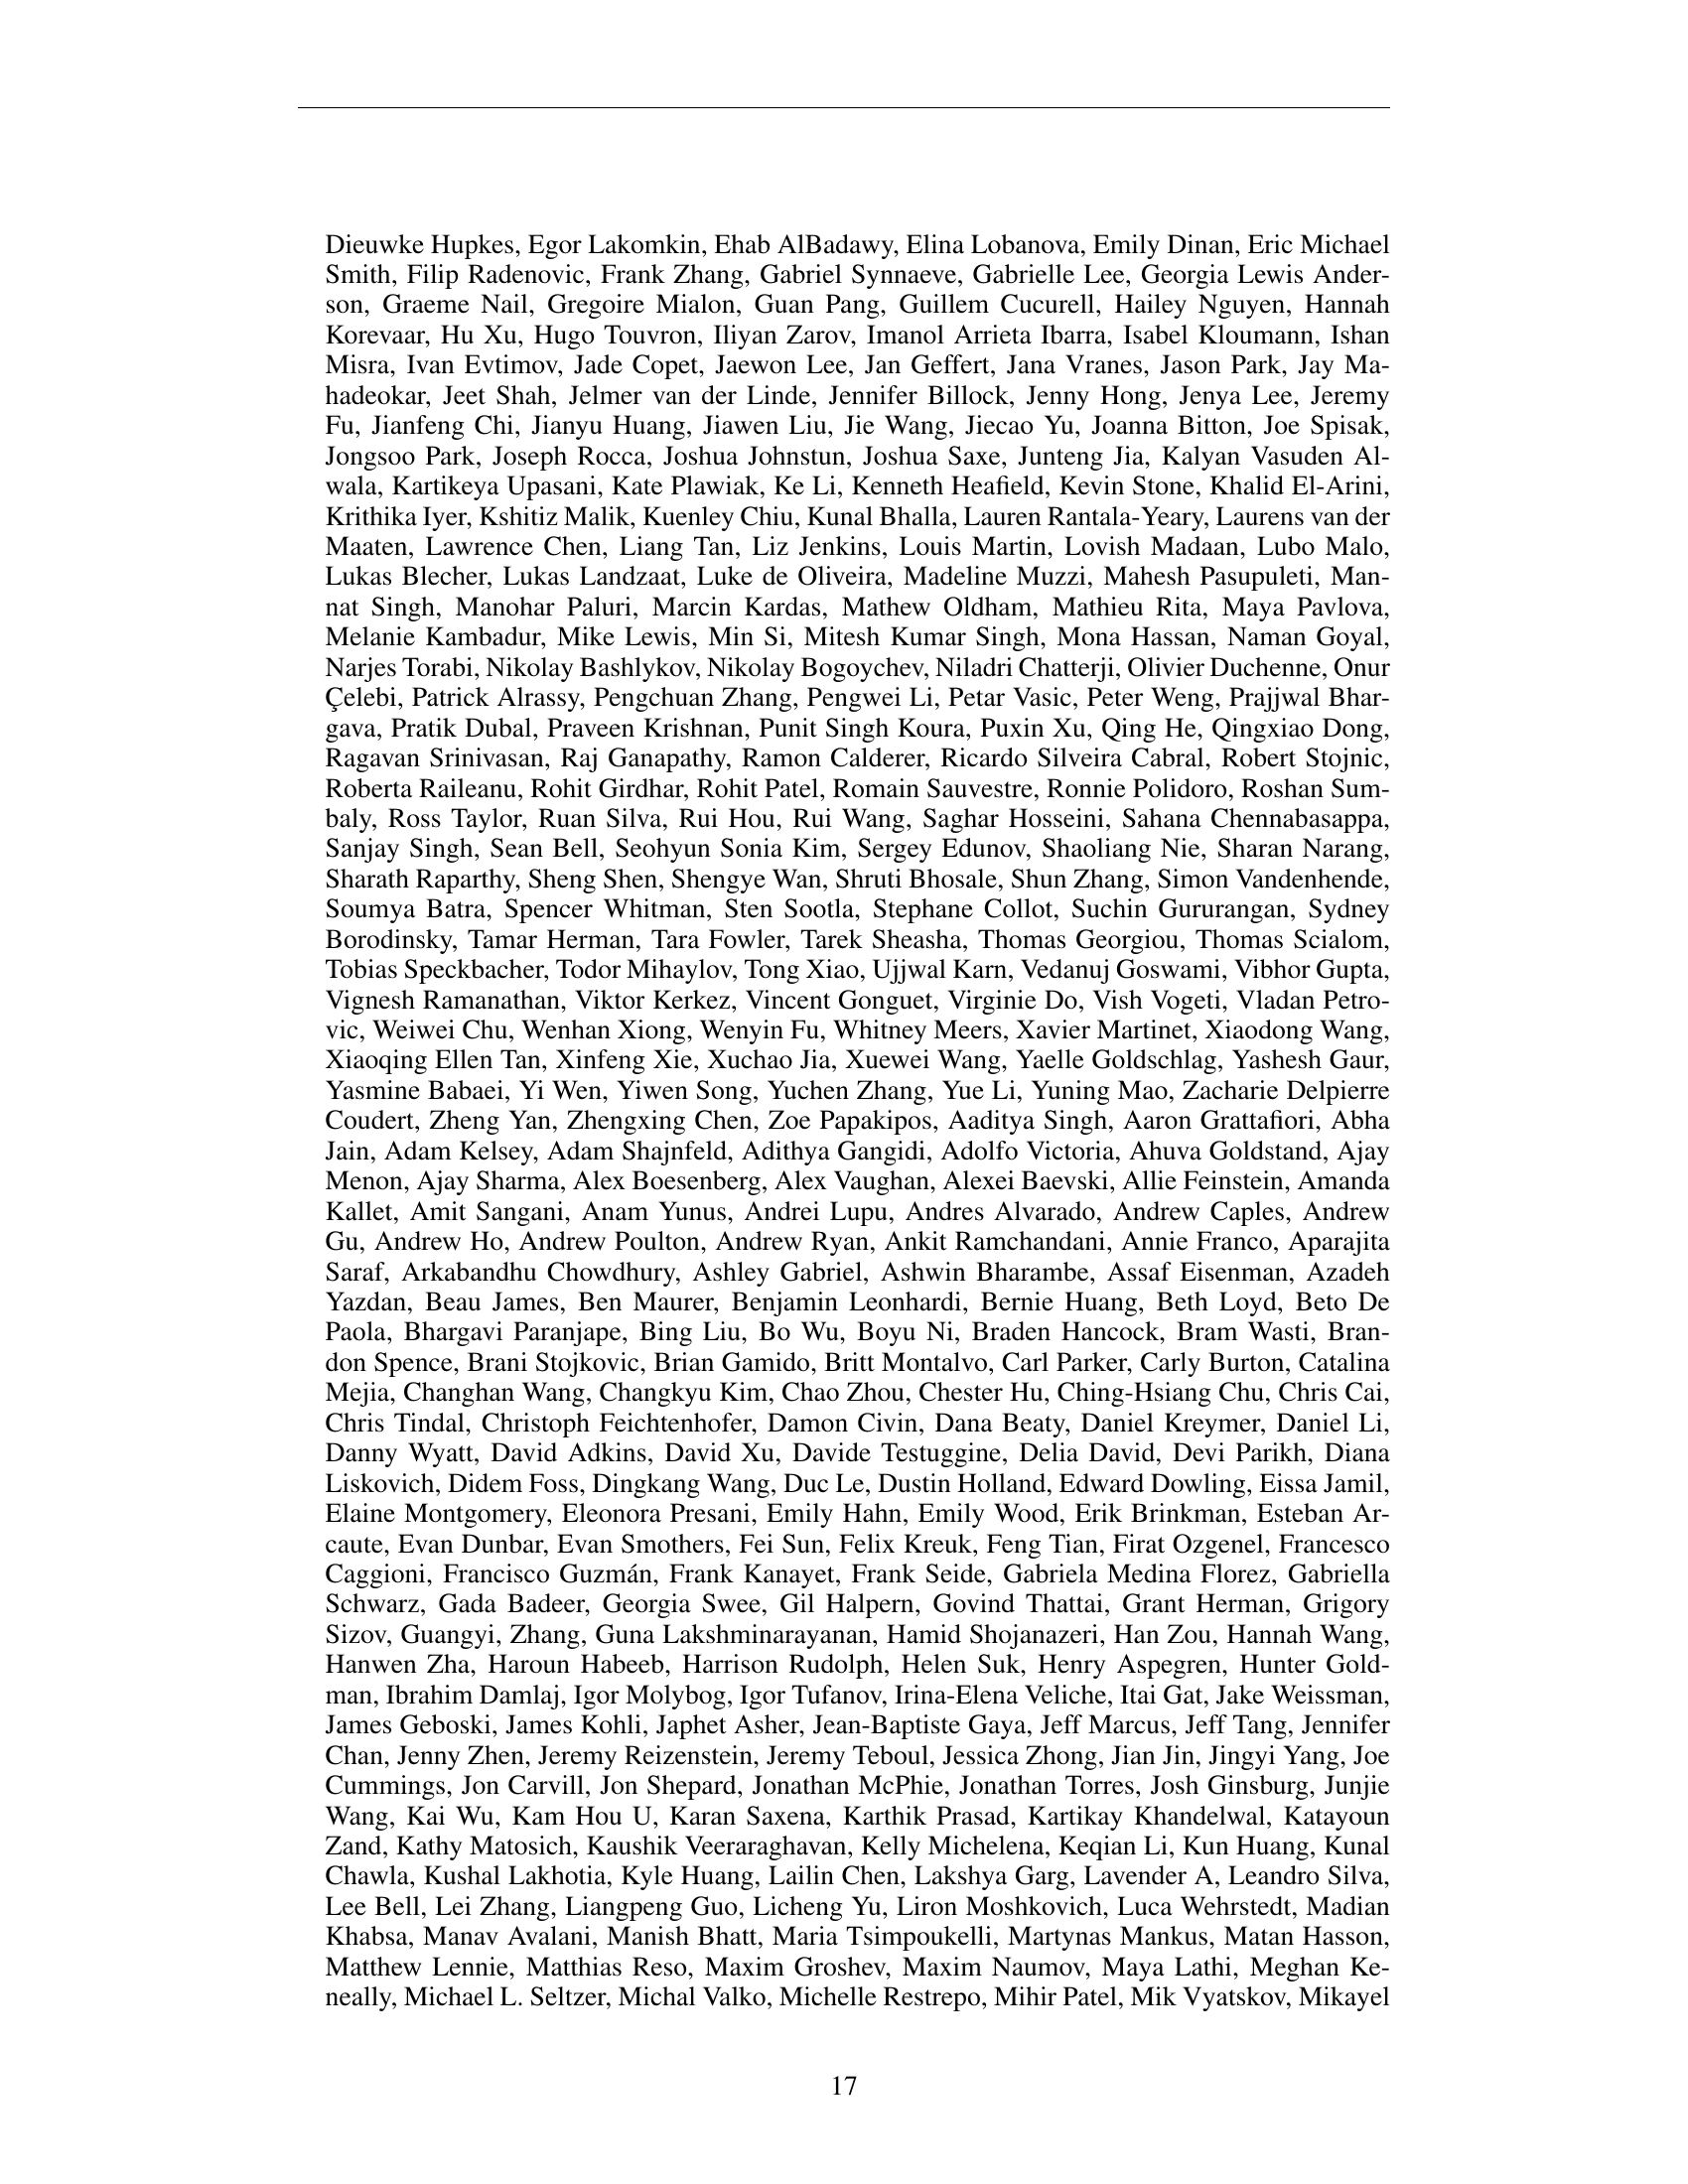 Dieuwke Hupkes, Egor Lakomkin, Ehab AlBadawy, Elina Lobanova, Emily Dinan, Eric Michael
Smith, Filip Radenovic, Frank Zhang, Gabriel Synnaeve, Gabrielle Lee, Georgia Lewis Ander-
son, Graeme Nail, Gregoire Mialon, Guan Pang, Guillem Cucurell, Hailey Nguyen, Hannah
Korevaar, Hu Xu, Hugo Touvron, Iliyan Zarov, Imanol Arrieta Ibarra, Isabel Kloumann, Ishan
Misra, Ivan Evtimov, Jade Copet, Jaewon Lee, Jan Geffert, Jana Vranes, Jason Park, Jay Ma-
hadeokar, Jeet Shah, Jelmer van der Linde, Jennifer Billock, Jenny Hong, Jenya Lee, Jeremy
Fu, Jianfeng Chi, Jianyu Huang, Jiawen Liu, Jie Wang, Jiecao Yu, Joanna Bitton, Joe Spisak,
Jongsoo Park, Joseph Rocca, Joshua Johnstun, Joshua Saxe, Junteng Jia, Kalyan Vasuden Al-
wala, Kartikeya Upasani, Kate Plawiak, Ke Li, Kenneth Heafield, Kevin Stone, Khalid El-Arini,
Krithika Iyer, Kshitiz Malik, Kuenley Chiu, Kunal Bhalla, Lauren Rantala-Yeary, Laurens van der
Maaten, Lawrence Chen, Liang Tan, Liz Jenkins, Louis Martin, Lovish Madaan, Lubo Malo,
Lukas Blecher, Lukas Landzaat, Luke de Oliveira, Madeline Muzzi, Mahesh Pasupuleti, Man-
nat Singh, Manohar Paluri, Marcin Kardas, Mathew Oldham, Mathieu Rita, Maya Pavlova,
Melanie Kambadur, Mike Lewis, Min Si, Mitesh Kumar Singh, Mona Hassan, Naman Goyal,
Narjes Torabi, Nikolay Bashlykov, Nikolay Bogoychev, Niladri Chatterji, Olivier Duchenne, Onur
Çelebi, Patrick Alrassy, Pengchuan Zhang, Pengwei Li, Petar Vasic, Peter Weng, Prajjwal Bhar-
gava, Pratik Dubal, Praveen Krishnan, Punit Singh Koura, Puxin Xu, Qing He, Qingxiao Dong,
Ragavan Srinivasan, Raj Ganapathy, Ramon Calderer, Ricardo Silveira Cabral, Robert Stojnic,
Roberta Raileanu, Rohit Girdhar, Rohit Patel, Romain Sauvestre, Ronnie Polidoro, Roshan Sum-
baly, Ross Taylor, Ruan Silva, Rui Hou, Rui Wang, Saghar Hosseini, Sahana Chennabasappa,
Sanjay Singh, Sean Bell, Seohyun Sonia Kim, Sergey Edunov, Shaoliang Nie, Sharan Narang,
Sharath Raparthy, Sheng Shen, Shengye Wan, Shruti Bhosale, Shun Zhang, Simon Vandenhende,
Soumya Batra, Spencer Whitman, Sten Sootla, Stephane Collot, Suchin Gururangan, Sydney
Borodinsky, Tamar Herman, Tara Fowler, Tarek Sheasha, Thomas Georgiou, Thomas Scialom,
Tobias Speckbacher, Todor Mihaylov, Tong Xiao, Ujjwal Karn, Vedanuj Goswami, Vibhor Gupta,
Vignesh Ramanathan, Viktor Kerkez, Vincent Gonguet, Virginie Do, Vish Vogeti, Vladan Petro-
vic, Weiwei Chu, Wenhan Xiong, Wenyin Fu, Whitney Meers, Xavier Martinet, Xiaodong Wang,
Xiaoqing Ellen Tan, Xinfeng Xie, Xuchao Jia, Xuewei Wang, Yaelle Goldschlag, Yashesh Gaur,
Yasmine Babaei, Yi Wen, Yiwen Song, Yuchen Zhang, Yue Li, Yuning Mao, Zacharie Delpierre
Coudert, Zheng Yan, Zhengxing Chen, Zoe Papakipos, Aaditya Singh, Aaron Grattafiori, Abha
Jain, Adam Kelsey, Adam Shajnfeld, Adithya Gangidi, Adolfo Victoria, Ahuva Goldstand, Ajay
Menon, Ajay Sharma, Alex Boesenberg, Alex Vaughan, Alexei Baevski, Allie Feinstein, Amanda
Kallet, Amit Sangani, Anam Yunus, Andrei Lupu, Andres Alvarado, Andrew Caples, Andrew
Gu, Andrew Ho, Andrew Poulton, Andrew Ryan, Ankit Ramchandani, Annie Franco, Aparajita
Saraf, Arkabandhu Chowdhury, Ashley Gabriel, Ashwin Bharambe, Assaf Eisenman, Azadeh
Yazdan, Beau James, Ben Maurer, Benjamin Leonhardi, Bernie Huang, Beth Loyd, Beto De
Paola, Bhargavi Paranjape, Bing Liu, Bo Wu, Boyu Ni, Braden Hancock, Bram Wasti, Bran-
don Spence, Brani Stojkovic, Brian Gamido, Britt Montalvo, Carl Parker, Carly Burton, Catalina
Mejia, Changhan Wang, Changkyu Kim, Chao Zhou, Chester Hu, Ching-Hsiang Chu, Chris Cai,
Chris Tindal, Christoph Feichtenhofer, Damon Civin, Dana Beaty, Daniel Kreymer, Daniel Li,
Danny Wyatt, David Adkins, David Xu, Davide Testuggine, Delia David, Devi Parikh, Diana
Liskovich, Didem Foss, Dingkang Wang, Duc Le, Dustin Holland, Edward Dowling, Eissa Jamil,
Elaine Montgomery, Eleonora Presani, Emily Hahn, Emily Wood, Erik Brinkman, Esteban Ar-
caute, Evan Dunbar, Evan Smothers, Fei Sun, Felix Kreuk, Feng Tian, Firat Ozgenel, Francesco
Caggioni, Francisco Guzmán, Frank Kanayet, Frank Seide, Gabriela Medina Florez, Gabriella
Schwarz, Gada Badeer, Georgia Swee, Gil Halpern, Govind Thattai, Grant Herman, Grigory
Sizov, Guangyi, Zhang, Guna Lakshminarayanan, Hamid Shojanazeri, Han Zou, Hannah Wang,
Hanwen Zha, Haroun Habeeb, Harrison Rudolph, Helen Suk, Henry Aspegren, Hunter Gold-
man, Ibrahim Damlaj, Igor Molybog, Igor Tufanov, Irina-Elena Veliche, Itai Gat, Jake Weissman,
James Geboski, James Kohli, Japhet Asher, Jean-Baptiste Gaya, Jeff Marcus, Jeff Tang, Jennifer
Chan, Jenny Zhen, Jeremy Reizenstein, Jeremy Teboul, Jessica Zhong, Jian Jin, Jingyi Yang, Joe
Cummings, Jon Carvill, Jon Shepard, Jonathan McPhie, Jonathan Torres, Josh Ginsburg, Junjie
Wang, Kai Wu, Kam Hou U, Karan Saxena, Karthik Prasad, Kartikay Khandelwal, Katayoun
Zand, Kathy Matosich, Kaushik Veeraraghavan, Kelly Michelena, Keqian Li, Kun Huang, Kunal
Chawla, Kushal Lakhotia, Kyle Huang, Lailin Chen, Lakshya Garg, Lavender A, Leandro Silva,
Lee Bell, Lei Zhang, Liangpeng Guo, Licheng Yu, Liron Moshkovich, Luca Wehrstedt, Madian
Khabsa, Manav Avalani, Manish Bhatt, Maria Tsimpoukelli, Martynas Mankus, Matan Hasson,
Matthew Lennie, Matthias Reso, Maxim Groshev, Maxim Naumov, Maya Lathi, Meghan Ke-
neally, Michael L. Seltzer, Michal Valko, Michelle Restrepo, Mihir Patel, Mik Vyatskov, Mikayel
17